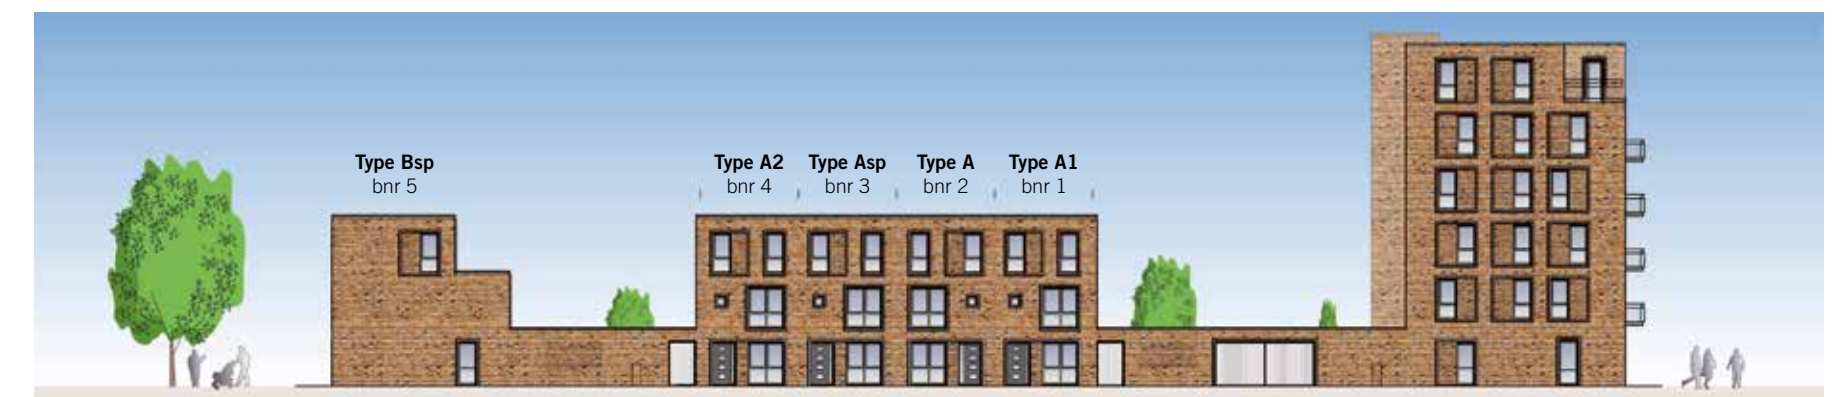 Type Bsp
bnr 5
Type A2
bnr 4
Type Asp
bnr 3
Type A
bnr 2
Type A1
bnr 1